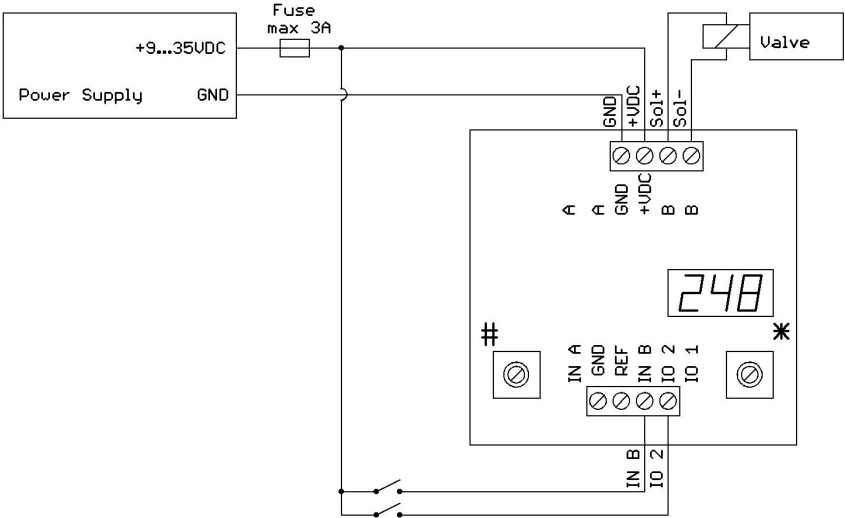 Fuse
max 3A
+9...35VDC
Power Supply
GND
Valve
GND
+VDC
Sol+
Sol-
A
A
GND
+VDC
B
B
248
#
*
IN A
GND
REF
IN B
IO 2
IO 1
IN B
IO 2